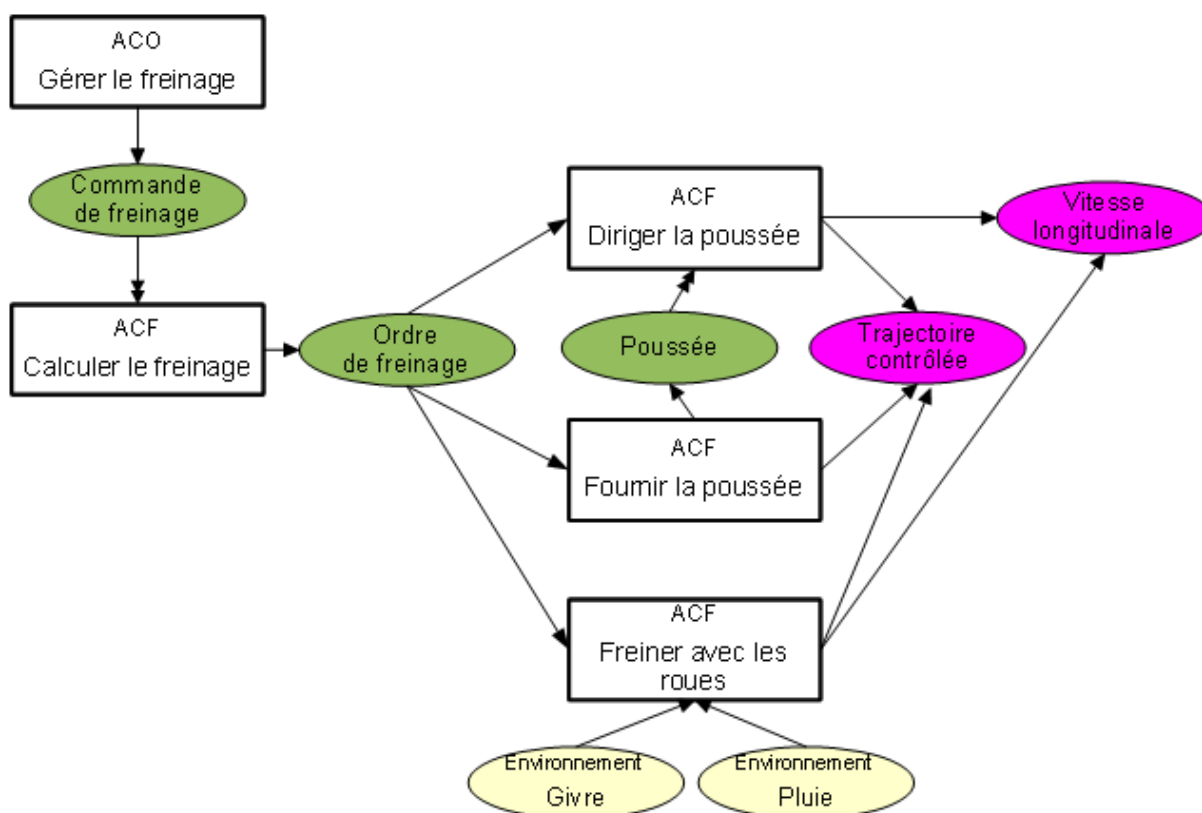 ACO
Gérer le freinage
Commande
de freinage
ACF
Calculer le freinage
Ordre
de freinage
ACF
Diriger la poussée
Poussée
ACF
Fournir la poussée
Vitesse
longitudinale
Trajectoire
contrôlée
ACF
Freiner avec les
roues
Environnement
Givre
Environnement
Pluie